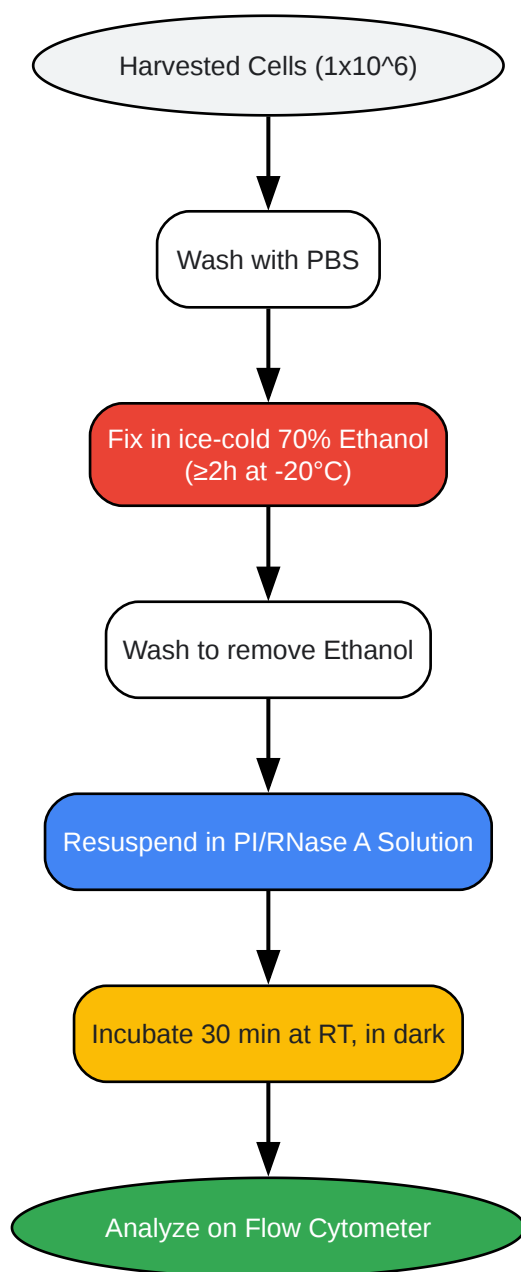 Harvested Cells (1x10^6)
Wash with PBS
Fix in ice-cold 70% Ethanol
(≥2h at -20°C)
Wash to remove Ethanol
Resuspend in PI/RNase A Solution
Incubate 30 min at RT, in dark
Analyze on Flow Cytometer